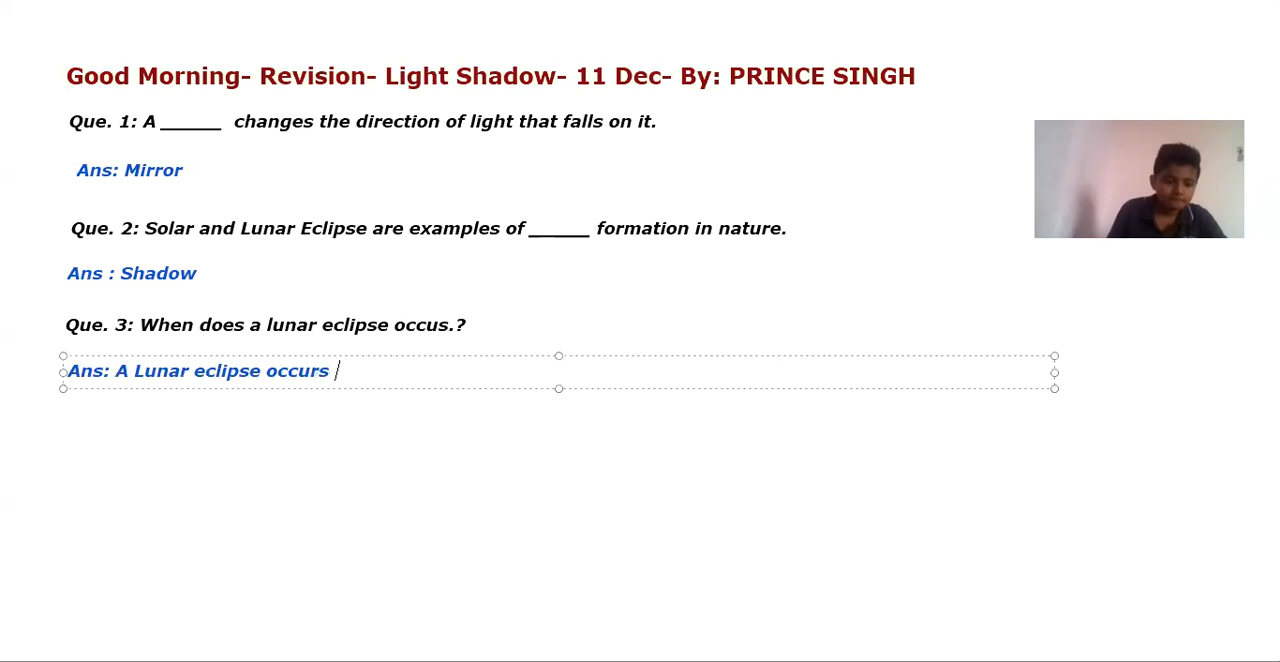 Good Morning- Revision- Light Shadow- 11 Dec- By: PRINCE SINGH
Que. 1: A ______ changes the direction of light that falls on it.
Ans: Mirror
Que. 2: Solar and Lunar Eclipse are examples of ______ formation in nature.
Ans : Shadow
Que. 3: When does a lunar eclipse occus.?
Ans: A Lunar eclipse occurs